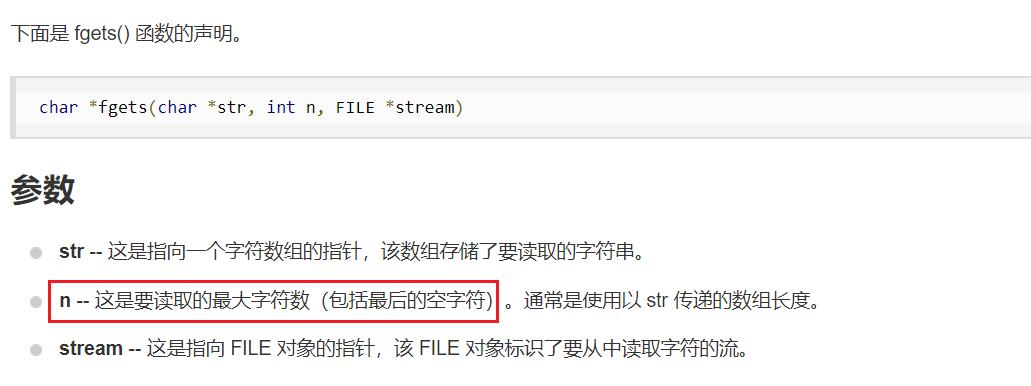 下面是 fgets() 函数的声明。
char *fgets(char *str, int n, FILE *stream)
参数
str -- 这是指向一个字符数组的指针，该数组存储了要读取的字符串。
n -- 这是要读取的最大字符数（包括最后的空字符）。通常是使用以 str 传递的数组长度。
stream -- 这是指向 FILE 对象的指针，该 FILE 对象标识了要从中读取字符的流。